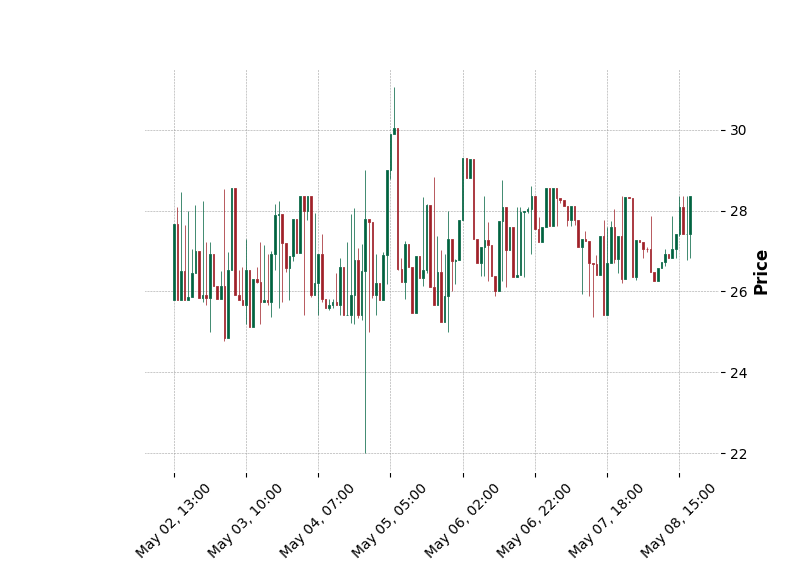 30
28
26
24
22
Price
May 02, 13:00
May 03, 10:00
May 04, 07:00
May 05, 05:00
May 06, 02:00
May 06, 22:00
May 07, 18:00
May 08, 15:00